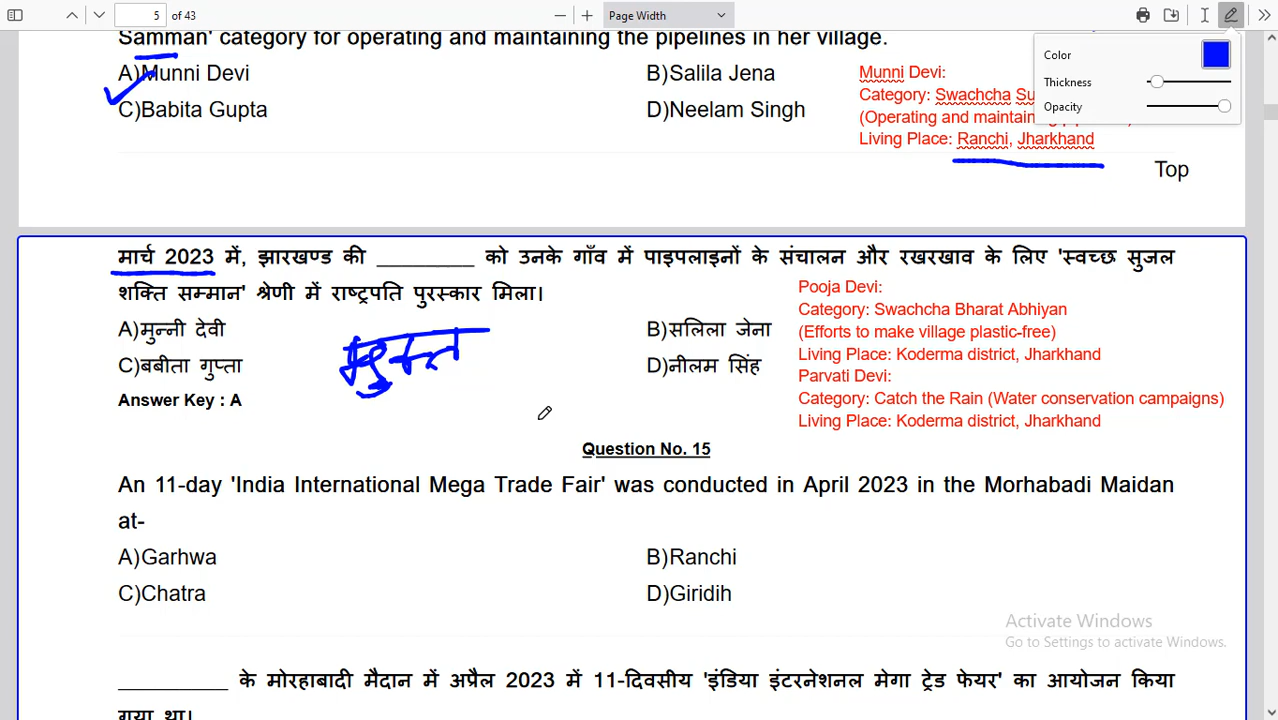 5 of 43 Page Width
Samman' category for operating and maintaining the pipelines in her village.
A)Munni Devi B)Salila Jena
C)Babita Gupta D)Neelam Singh
Munni Devi:
Category: Swachcha Su
(Operating and maintaining
Living Place: Ranchi, Jharkhand
Color
Thickness
Opacity
Top
मार्च 2023 में, झारखण्ड की _________ को उनके गाँव में पाइपलाइनों के संचालन और रखरखाव के लिए 'स्वच्छ सुजल
शक्ति सम्मान' श्रेणी में राष्ट्रपति पुरस्कार मिला।
A)मुन्नी देवी B)सलिला जेना
C)बबीता गुप्ता D)नीलम सिंह
Answer Key : A
Pooja Devi:
Category: Swachcha Bharat Abhiyan
(Efforts to make village plastic-free)
Living Place: Koderma district, Jharkhand
Parvati Devi:
Category: Catch the Rain (Water conservation campaigns)
Living Place: Koderma district, Jharkhand
Question No. 15
An 11-day 'India International Mega Trade Fair' was conducted in April 2023 in the Morhabadi Maidan
at-
A)Garhwa B)Ranchi
C)Chatra D)Giridih
Activate Windows
Go to Settings to activate Windows.
_________ के मोरहाबादी मैदान में अप्रैल 2023 में 11-दिवसीय 'इंडिया इंटरनेशनल मेगा ट्रेड फेयर' का आयोजन किया
गया था।